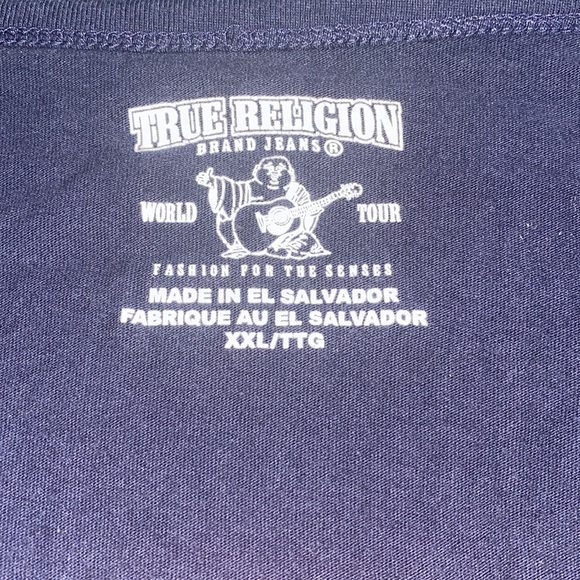 TRUE RELIGION
BRAND JEANS®
WORLD TOUR
FASHION FOR THE SENSES
MADE IN EL SALVADOR
FABRIQUE AU EL SALVADOR
XXL/TTG